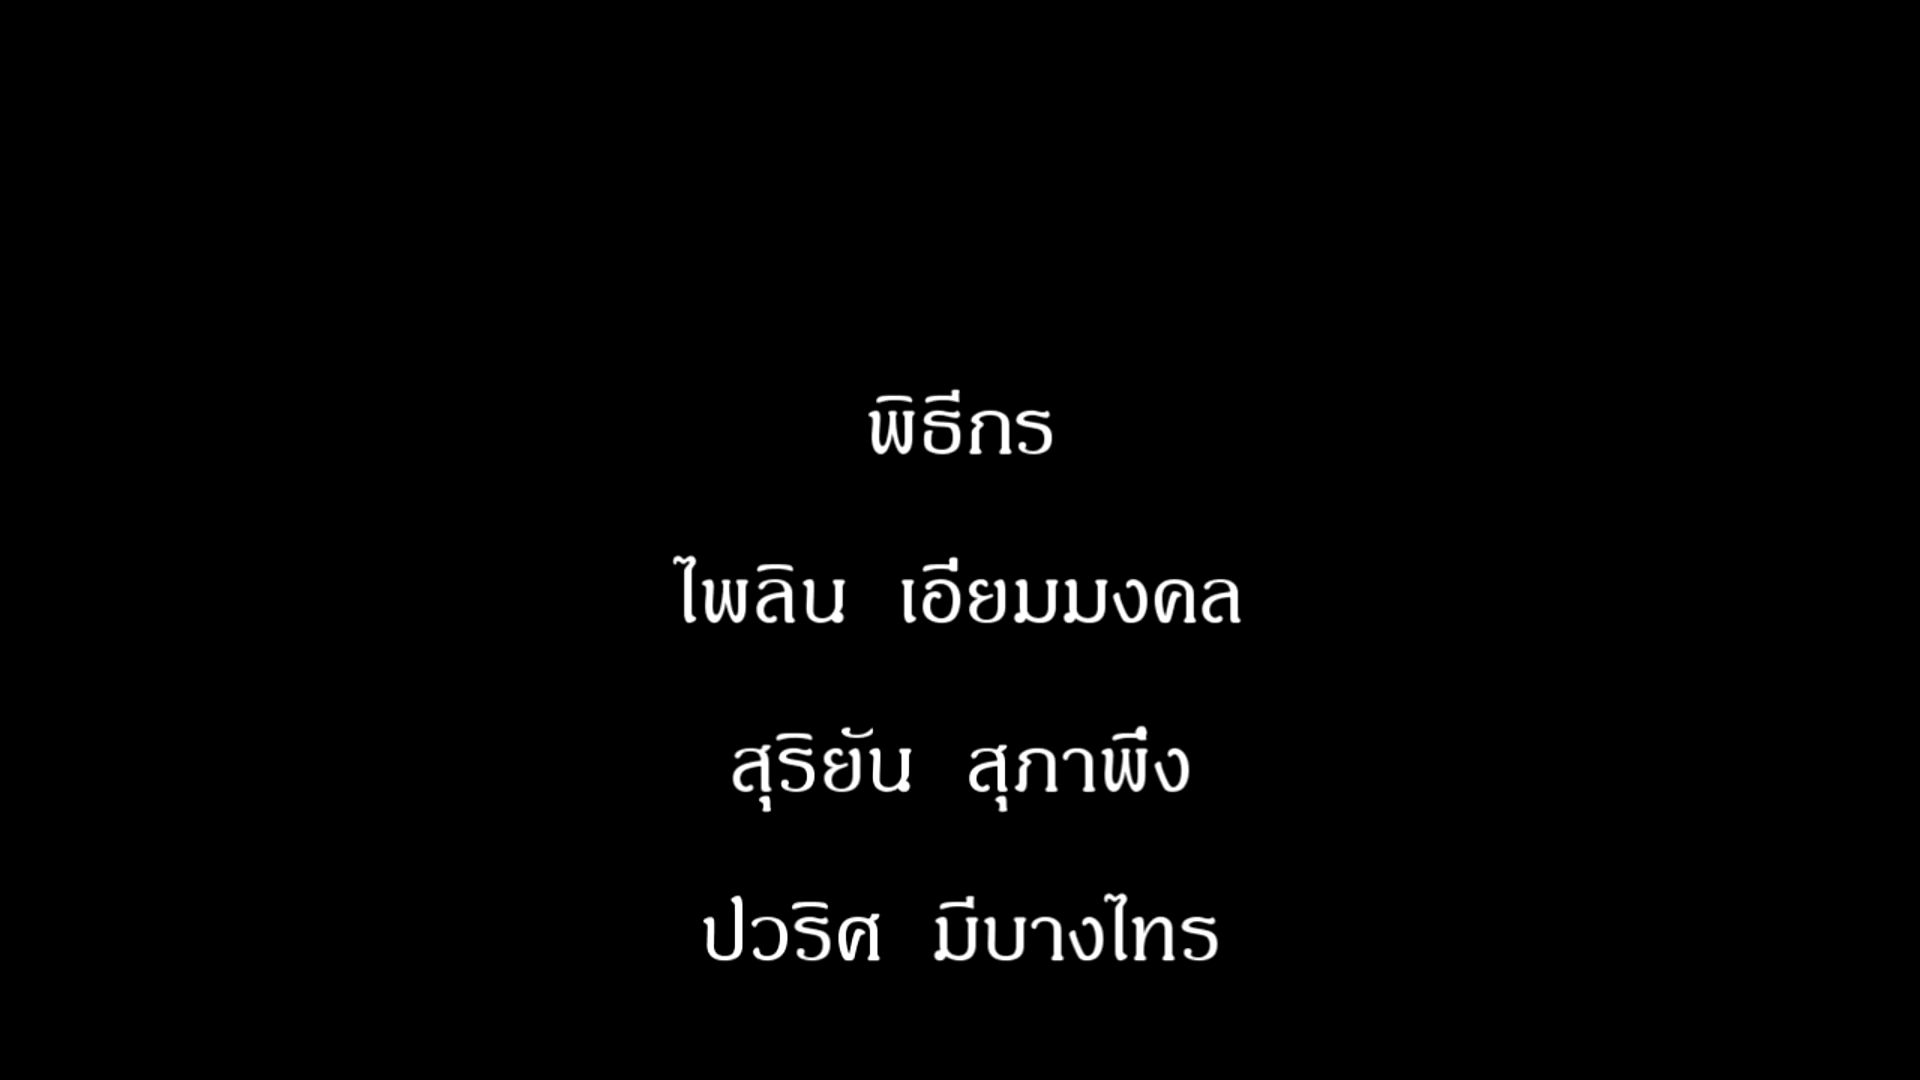 พิธีกร
ไพลิน เอี่ยมมงคล
สุริยัน สุภาพึ่ง
ปวริศ มีบางไทร